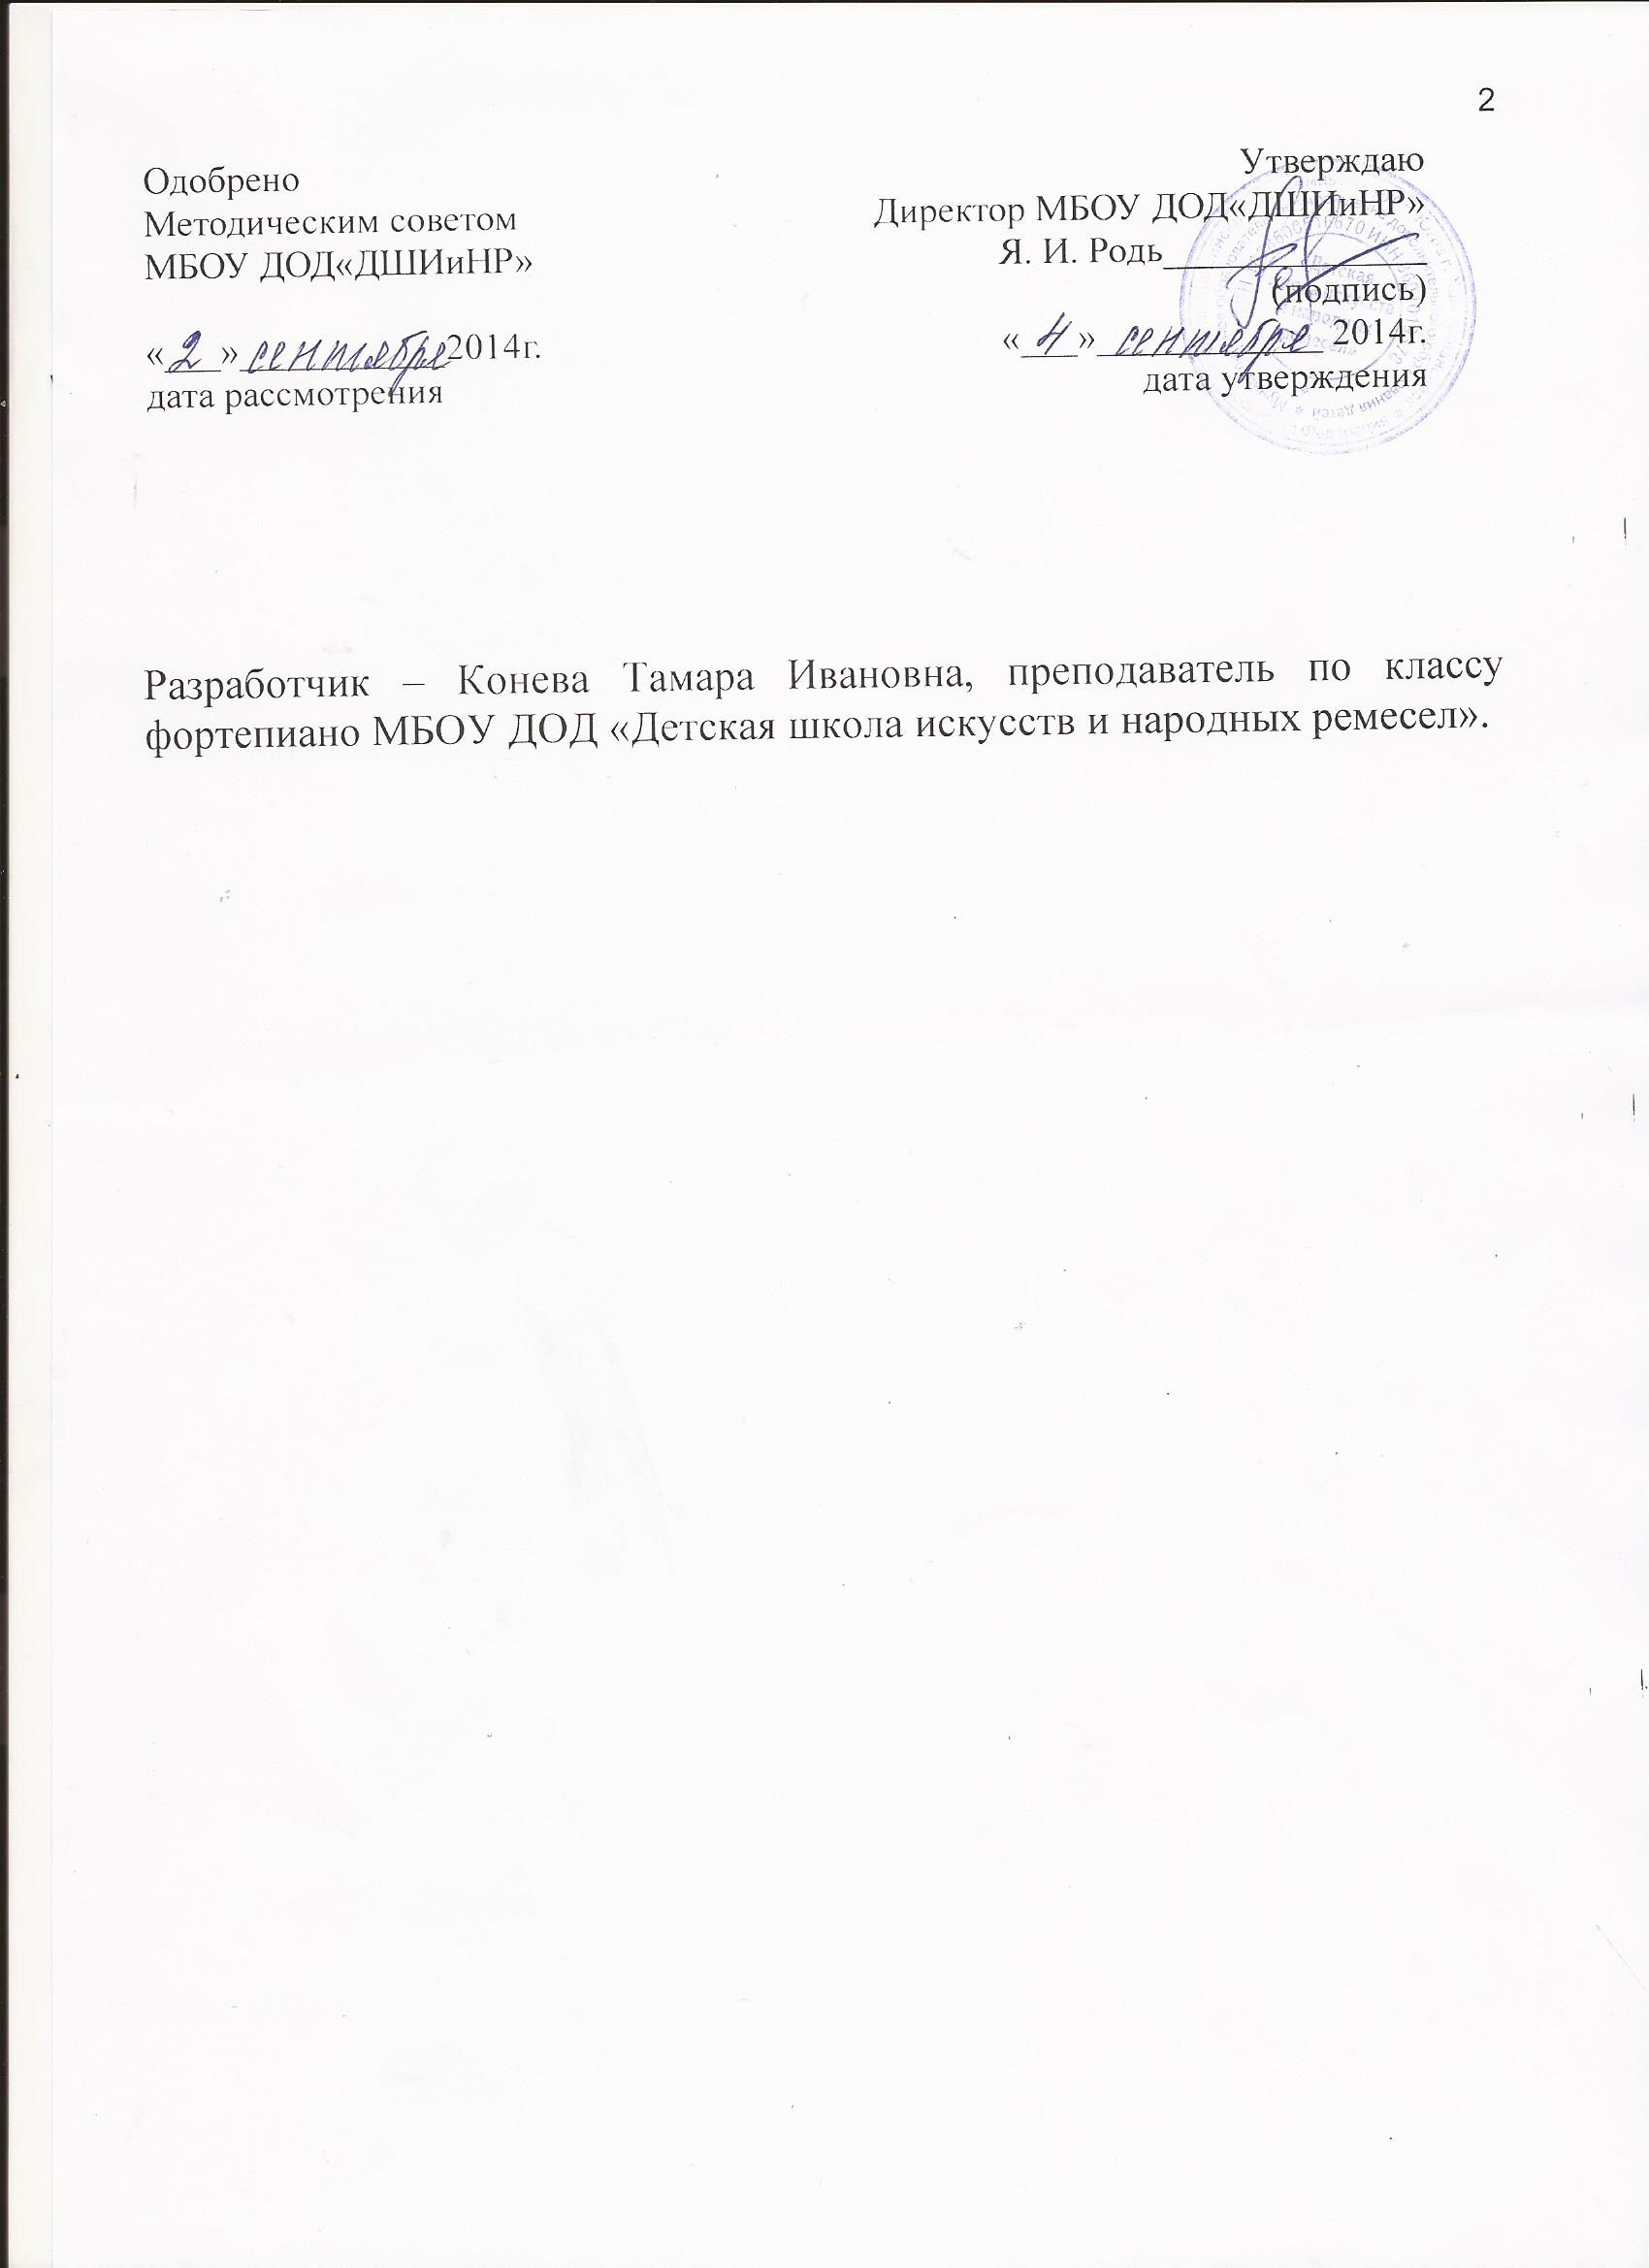 2
Одобрено
Методическим советом
МБОУ ДОД«ДШИиНР»
«2» сентября 2014г.
дата рассмотрения
Утверждаю
Директор МБОУ ДОД«ДШИиНР»
Я. И. Родь______________
(подпись)
«4» сентября 2014г.
дата утверждения
Разработчик – Конева Тамара Ивановна, преподаватель по классу
фортепиано МБОУ ДОД «Детская школа искусств и народных ремесел».